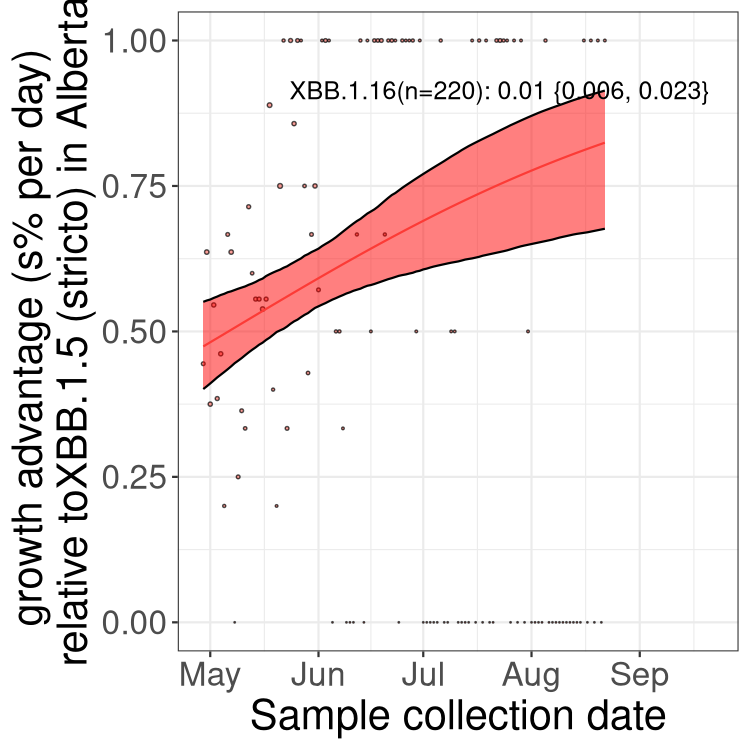 growth advantage (s% per day)
relative toXBB.1.5 (stricto) in Alberta
1.00
0.75
0.50
0.25
0.00
XBB.1.16(n=220): 0.01 {0.006, 0.023}
May Jun Jul Aug Sep
Sample collection date